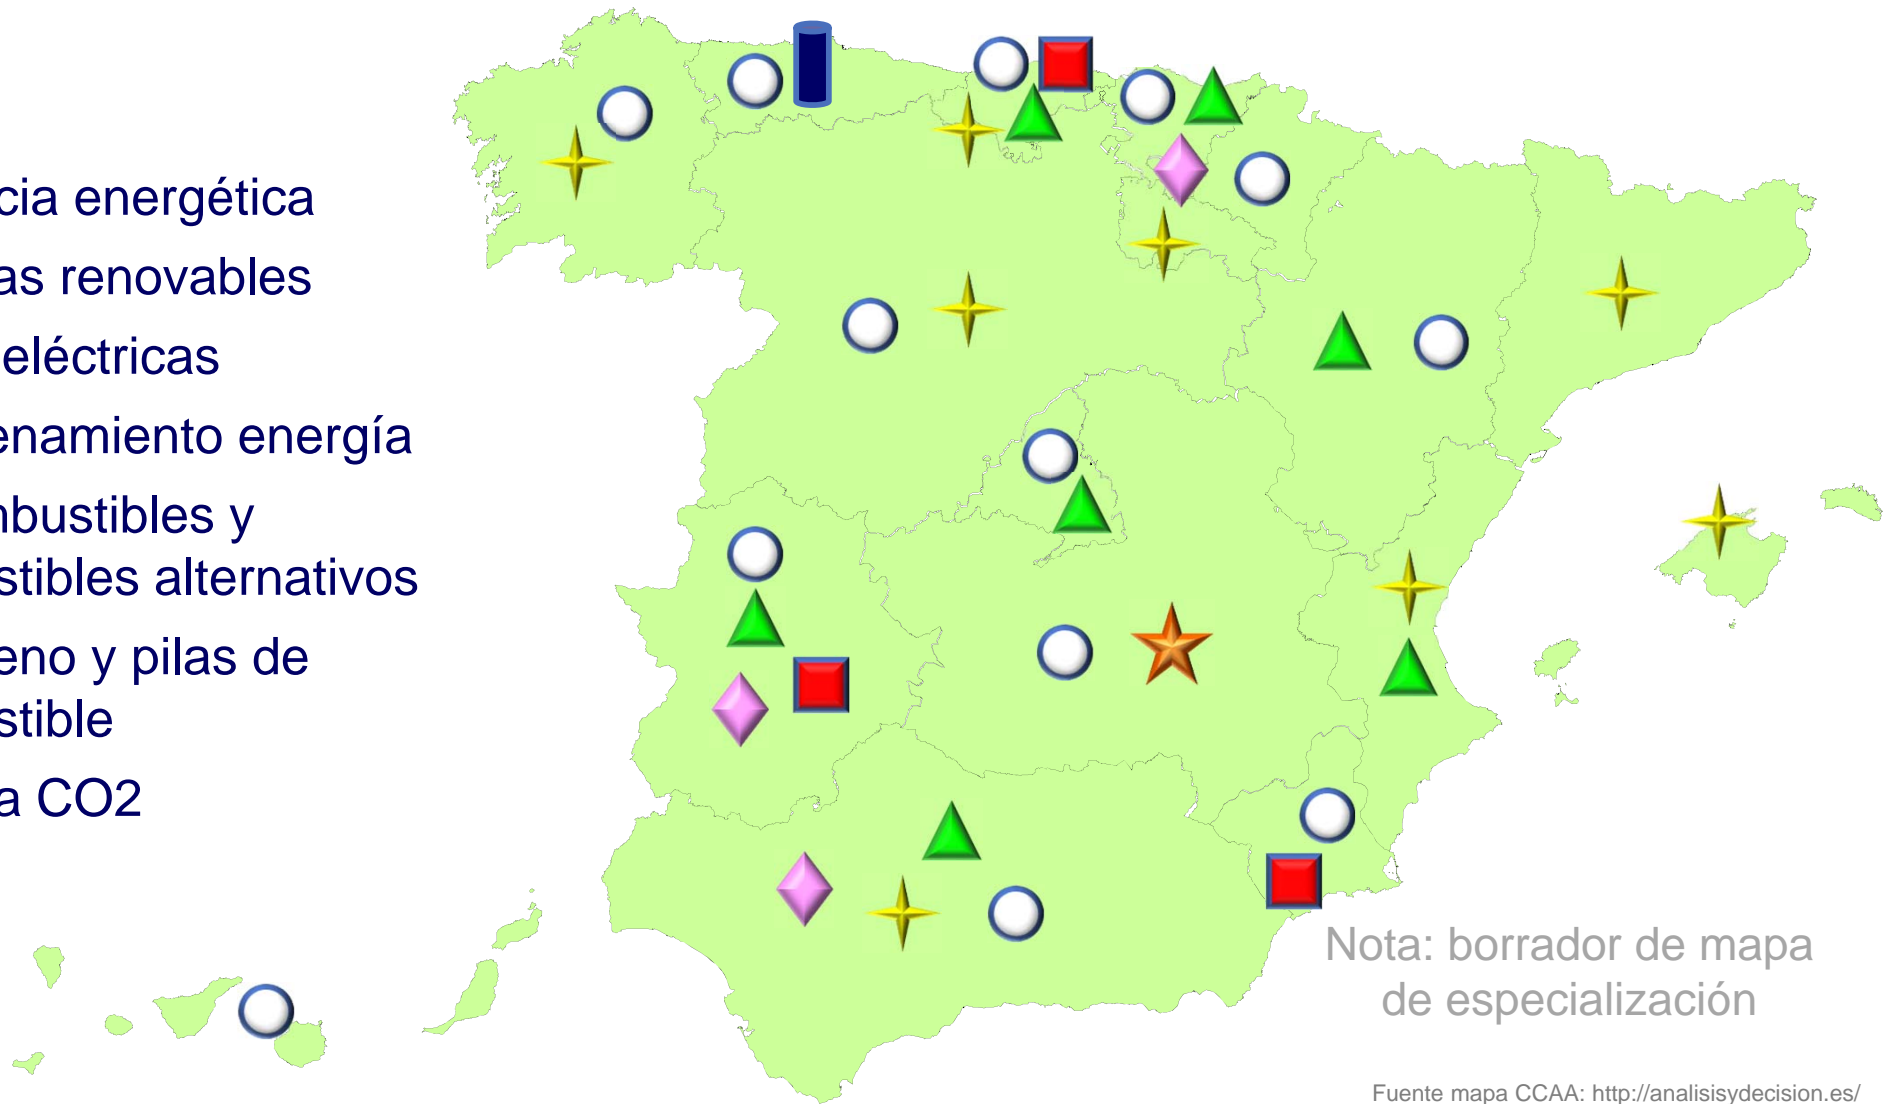 cia energética
as renovables
eléctricas
enamiento energía
nbustibles y
stibles alternativos
eno y pilas de
stible
a CO2
Nota: borrador de mapa
de especialización
Fuente mapa CCAA: http://analisisydecision.es/